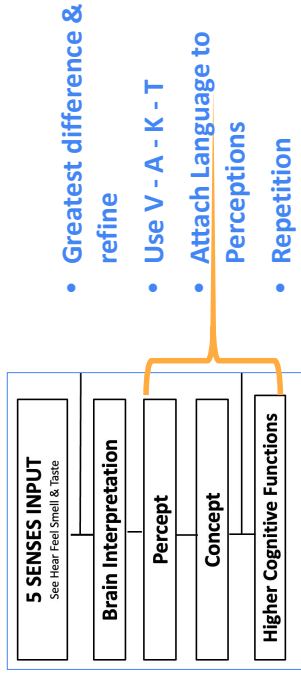 5 SENSES INPUT
See Hear Feel Smell & Taste
Brain Interpretation
Percept
Concept
Higher Cognitive Functions
• Greatest difference &
refine
• Use V - A - K - T
• Attach Language to
Perceptions
• Repetition